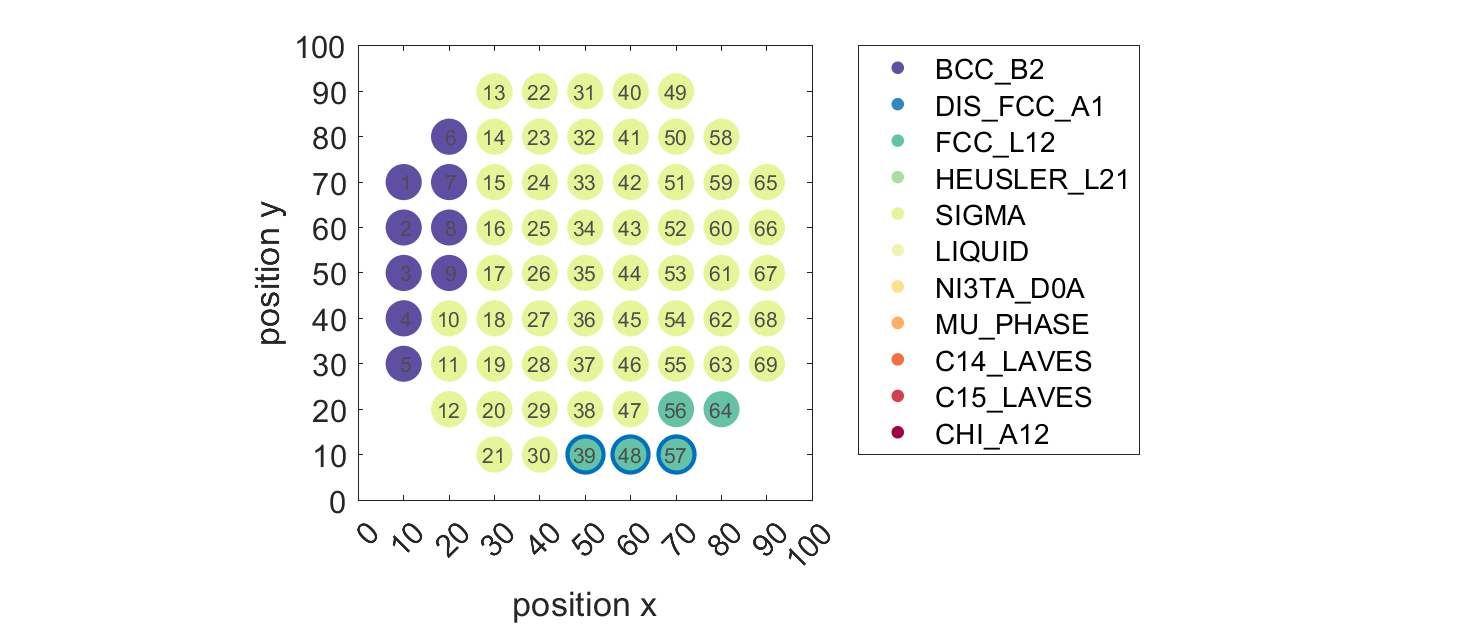 100
90
80
70
60
50
40
30
20
10
0
position y
13 22 31 40 49
6 14 23 32 41 50 58
1 7 15 24 33 42 51 59 65
2 8 16 25 34 43 52 60 66
3 9 17 26 35 44 53 61 67
4 10 18 27 36 45 54 62 68
5 11 19 28 37 46 55 63 69
12 20 29 38 47 56 64
21 30 39 48 57
0 10 20 30 40 50 60 70 80 90 100
position x
BCC_B2
DIS_FCC_A1
FCC_L12
HEUSLER_L21
SIGMA
LIQUID
NI3TA_D0A
MU_PHASE
C14_LAVES
C15_LAVES
CHI_A12